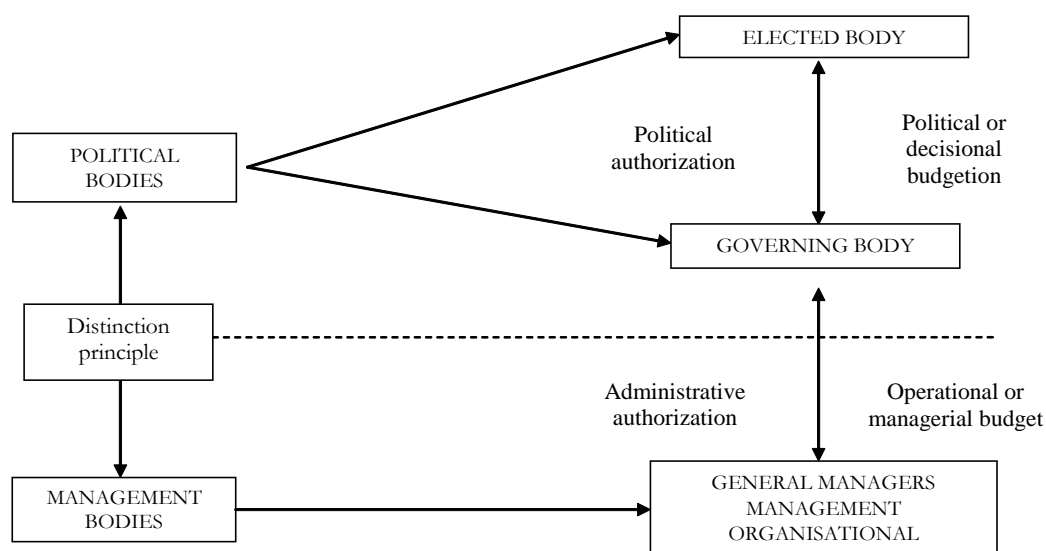 ELECTED BODY
POLITICAL
BODIES
Political
authorization
Political or
decisional
budgetion
GOVERNING BODY
Distinction
principle
Administrative
authorization
Operational or
managerial budget
MANAGEMENT
BODIES
GENERAL MANAGERS
MANAGEMENT
ORGANISATIONAL